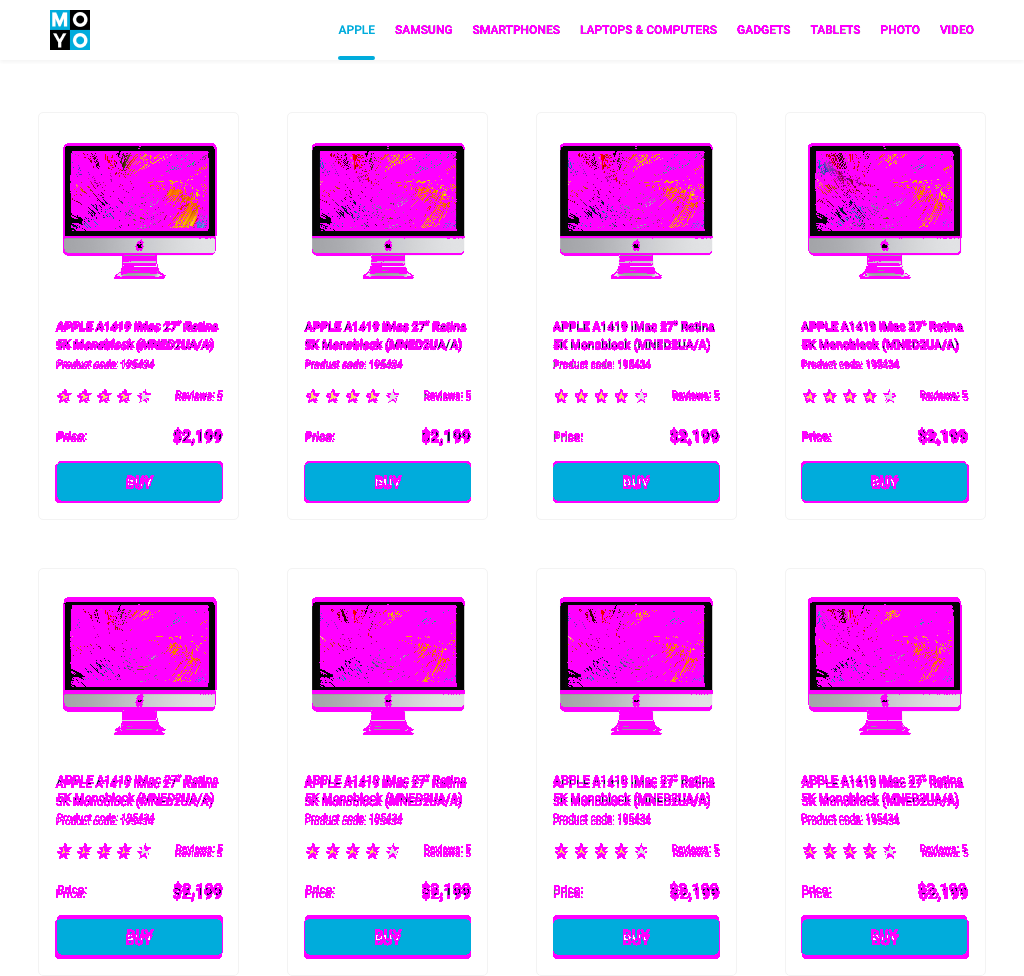 MO
YO
APPLE SAMSUNG SMARTPHONES LAPTOPS & COMPUTERS GADGETS TABLETS PHOTO VIDEO
APPLE A1419 iMac 27" Retina APPLE A1419 iMac 27" Retina APPLE A1419 iMac 27" Retina APPLE A1419 iMac 27" Retina
5K Monoblock (MNED2UA/A) 5K Monoblock (MNED2UA/A) 5K Monoblock (MNED2UA/A) 5K Monoblock (MNED2UA/A)
Product code: 195434 Product code: 195434 Product code: 195434 Product code: 195434
Reviews: 5 Reviews: 5 Reviews: 5 Reviews: 5
Price: $2,199 Price: $2,199 Price: $2,199 Price: $2,199
BUY BUY BUY BUY
APPLE A1419 iMac 27" Retina APPLE A1419 iMac 27" Retina APPLE A1419 iMac 27" Retina APPLE A1419 iMac 27" Retina
5K Monoblock (MNED2UA/A) 5K Monoblock (MNED2UA/A) 5K Monoblock (MNED2UA/A) 5K Monoblock (MNED2UA/A)
Product code: 195434 Product code: 195434 Product code: 195434 Product code: 195434
Reviews: 5 Reviews: 5 Reviews: 5 Reviews: 5
Price: $2,199 Price: $2,199 Price: $2,199 Price: $2,199
BUY BUY BUY BUY